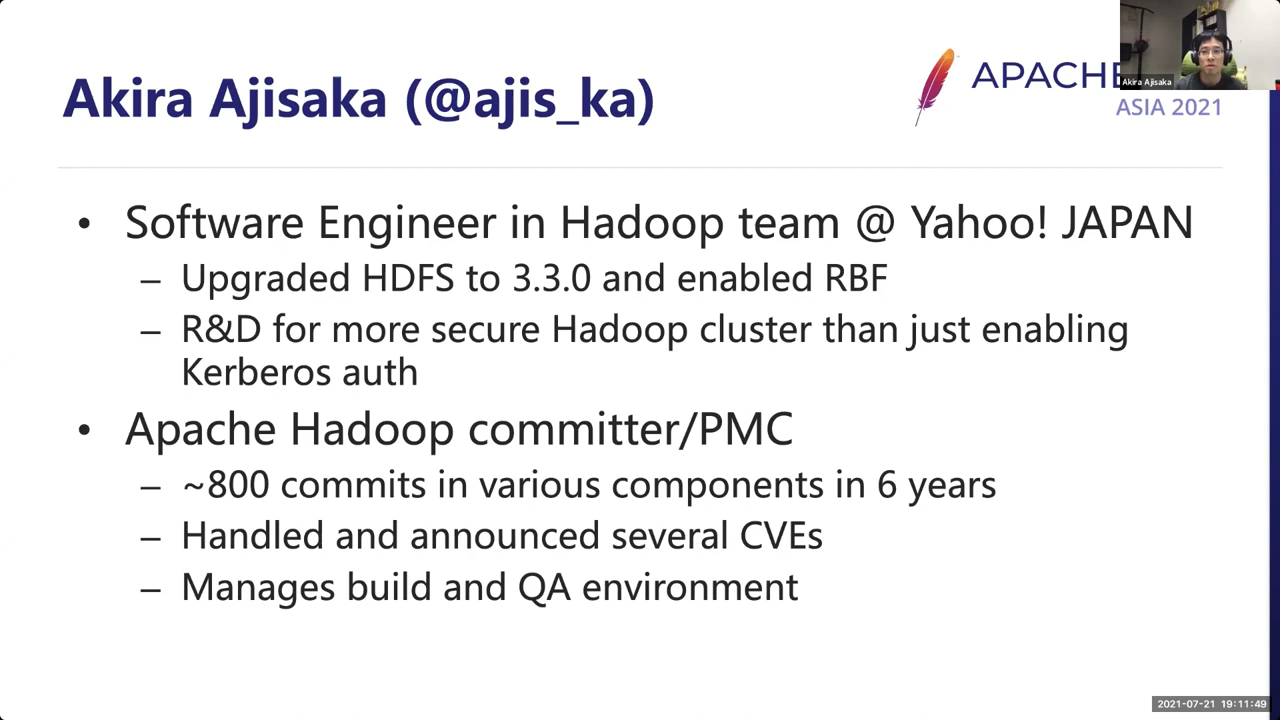 Akira Ajisaka (@ajis_ka)
APACHE
ASIA 2021
Akira Ajisaka
• Software Engineer in Hadoop team @ Yahoo! JAPAN
– Upgraded HDFS to 3.3.0 and enabled RBF
– R&D for more secure Hadoop cluster than just enabling
Kerberos auth
• Apache Hadoop committer/PMC
– ~800 commits in various components in 6 years
– Handled and announced several CVEs
– Manages build and QA environment
2021-07-21 19:11:49